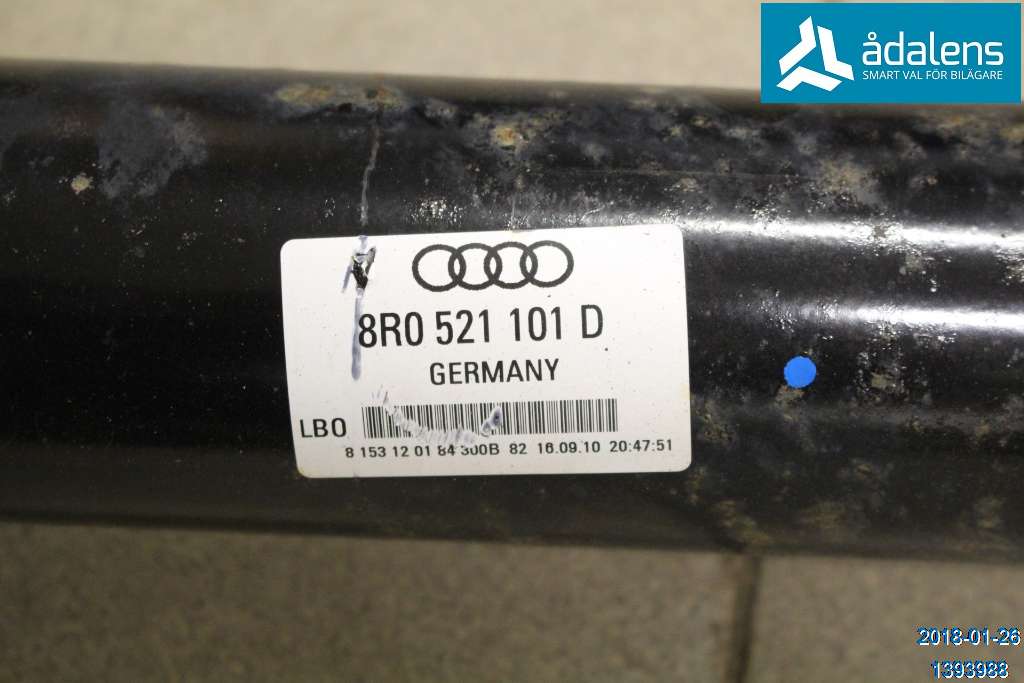 ådalens
SMART VAL FÖR BILÄGARE
8R0 521 101 D
GERMANY
LBO
8 153 12 01 84 300B 82 16.09.10 20:47:51
2018-01-26
1393988